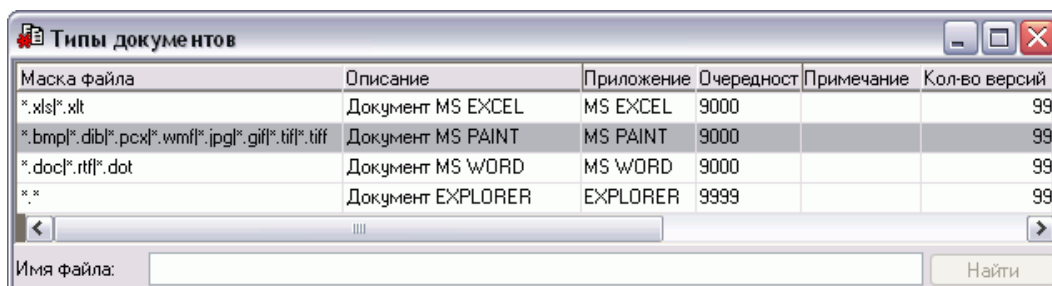 Типы документов
Маска файла Описание Приложение Очередност Примечание Кол-во версий
*.xls|*.xlt Документ MS EXCEL MS EXCEL 9000 99
*.bmp|*.dib|*.pcx|*.wmf|*.jpg|*.gif|*.tif|*.tiff Документ MS PAINT MS PAINT 9000 99
*.doc|*.rtf|*.dot Документ MS WORD MS WORD 9000 99
*.* Документ EXPLORER EXPLORER 9999 99
Имя файла: Найти